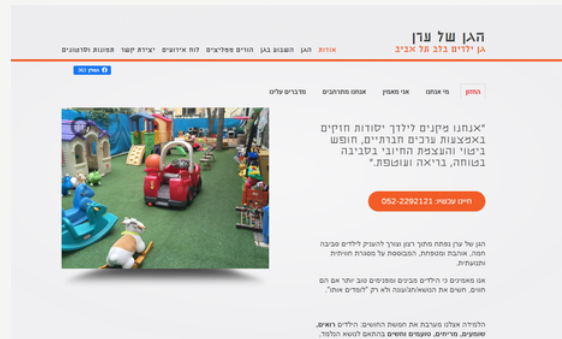 הגן של ערן
גן ילדים בלב תל אביב
אודות הגן השבוע בגן הורים ממליצים לוח אירועים יצירת קשר תמונות וסרטונים
החזון מי אנחנו אני מאמין אנחנו מתרחבים מדברים עלינו
"אנחנו מקנים לילדך יסודות חזקים
באמצעות ערכים חברתיים, חופש
ביטוי והעצמת החיובי בסביבה
בטוחה, בריאה ועוטפת."
חייגו עכשיו: 052-2292121
הגן של ערן נפתח מתוך רצון וצורך להעניק לילדים סביבה
חמה, אוהבת ומטפחת, המבוססת על מסגרת חוויתית
ותנועתית.
אנו מאמינים כי הילדים מבינים ומפנימים טוב יותר אם הם
חווים, חשים את הנושא/חג/עונה ולא רק "לומדים אותו".
הלמידה אצלנו מערבת את חמשת החושים: הילדים רואים,
שומעים, מריחים, טועמים וחשים בהתאם לנושא הנלמד,